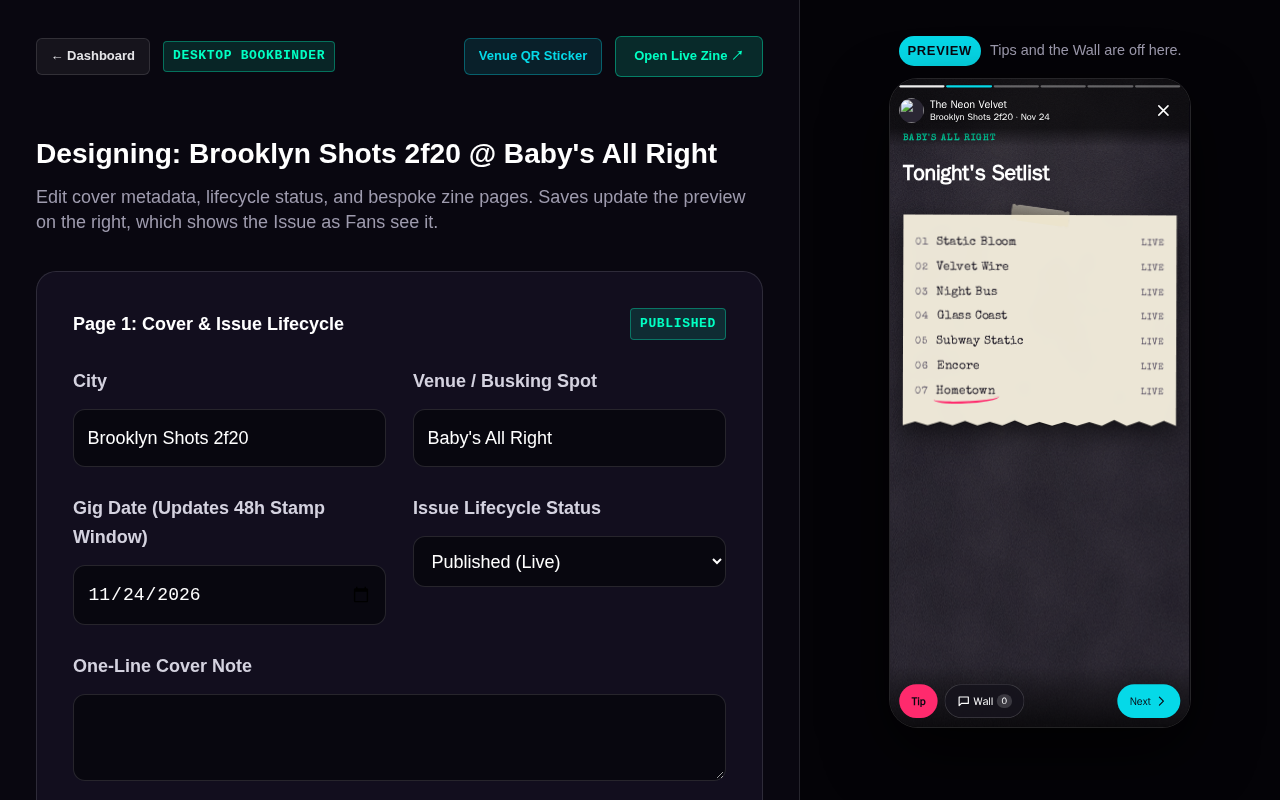 ← Dashboard
DESKTOP BOOKBINDER
Venue QR Sticker
Open Live Zine ↗
Designing: Brooklyn Shots 2f20 @ Baby's All Right
Edit cover metadata, lifecycle status, and bespoke zine pages. Saves update the preview
on the right, which shows the Issue as Fans see it.
Page 1: Cover & Issue Lifecycle
PUBLISHED
City
Venue / Busking Spot
Brooklyn Shots 2f20
Baby's All Right
Gig Date (Updates 48h Stamp
Window)
Issue Lifecycle Status
11/24/2026
Published (Live)
One-Line Cover Note
PREVIEW
Tips and the Wall are off here.
The Neon Velvet
Brooklyn Shots 2f20 · Nov 24
BABY'S ALL RIGHT
Tonight's Setlist
01 Static Bloom LIVE
02 Velvet Wire LIVE
03 Night Bus LIVE
04 Glass Coast LIVE
05 Subway Static LIVE
06 Encore LIVE
07 Hometown LIVE
Tip
Wall 0
Next